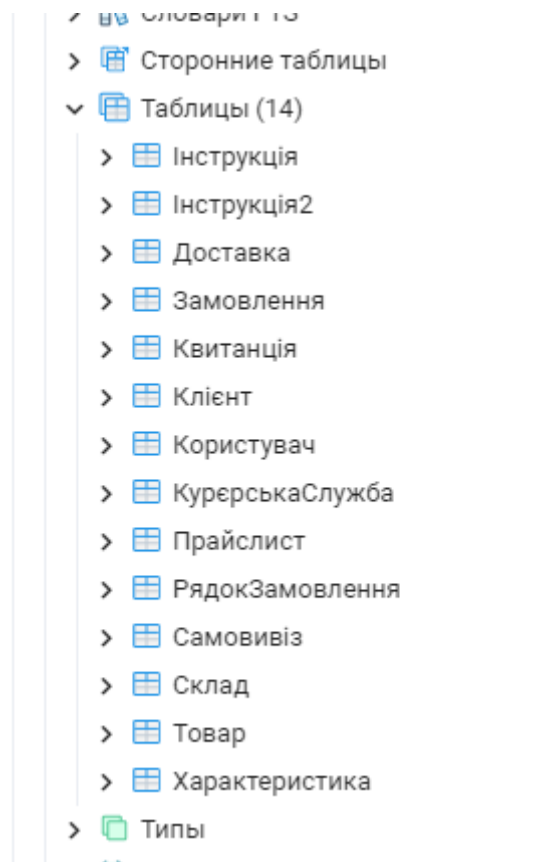 Сторонние таблицы
Таблицы (14)
Інструкція
Інструкція2
Доставка
Замовлення
Квитанція
Клієнт
Користувач
КурєрськаСлужба
Прайслист
РядокЗамовлення
Самовивіз
Склад
Товар
Характеристика
Типы